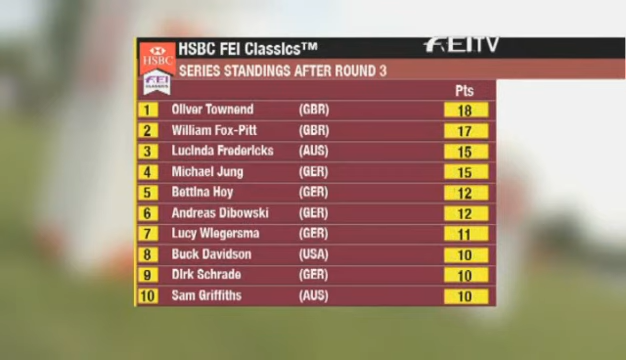 HSBC FEI Classics™
FEI TV
HSBC
SERIES STANDINGS AFTER ROUND 3
FEI
CLASSICS
Pts
1 Oliver Townend (GBR) 18
2 William Fox-Pitt (GBR) 17
3 Lucinda Fredericks (AUS) 15
4 Michael Jung (GER) 15
5 Bettina Hoy (GER) 12
6 Andreas Dibowski (GER) 12
7 Lucy Wiegersma (GER) 11
8 Buck Davidson (USA) 10
9 Dirk Schrade (GER) 10
10 Sam Griffiths (AUS) 10